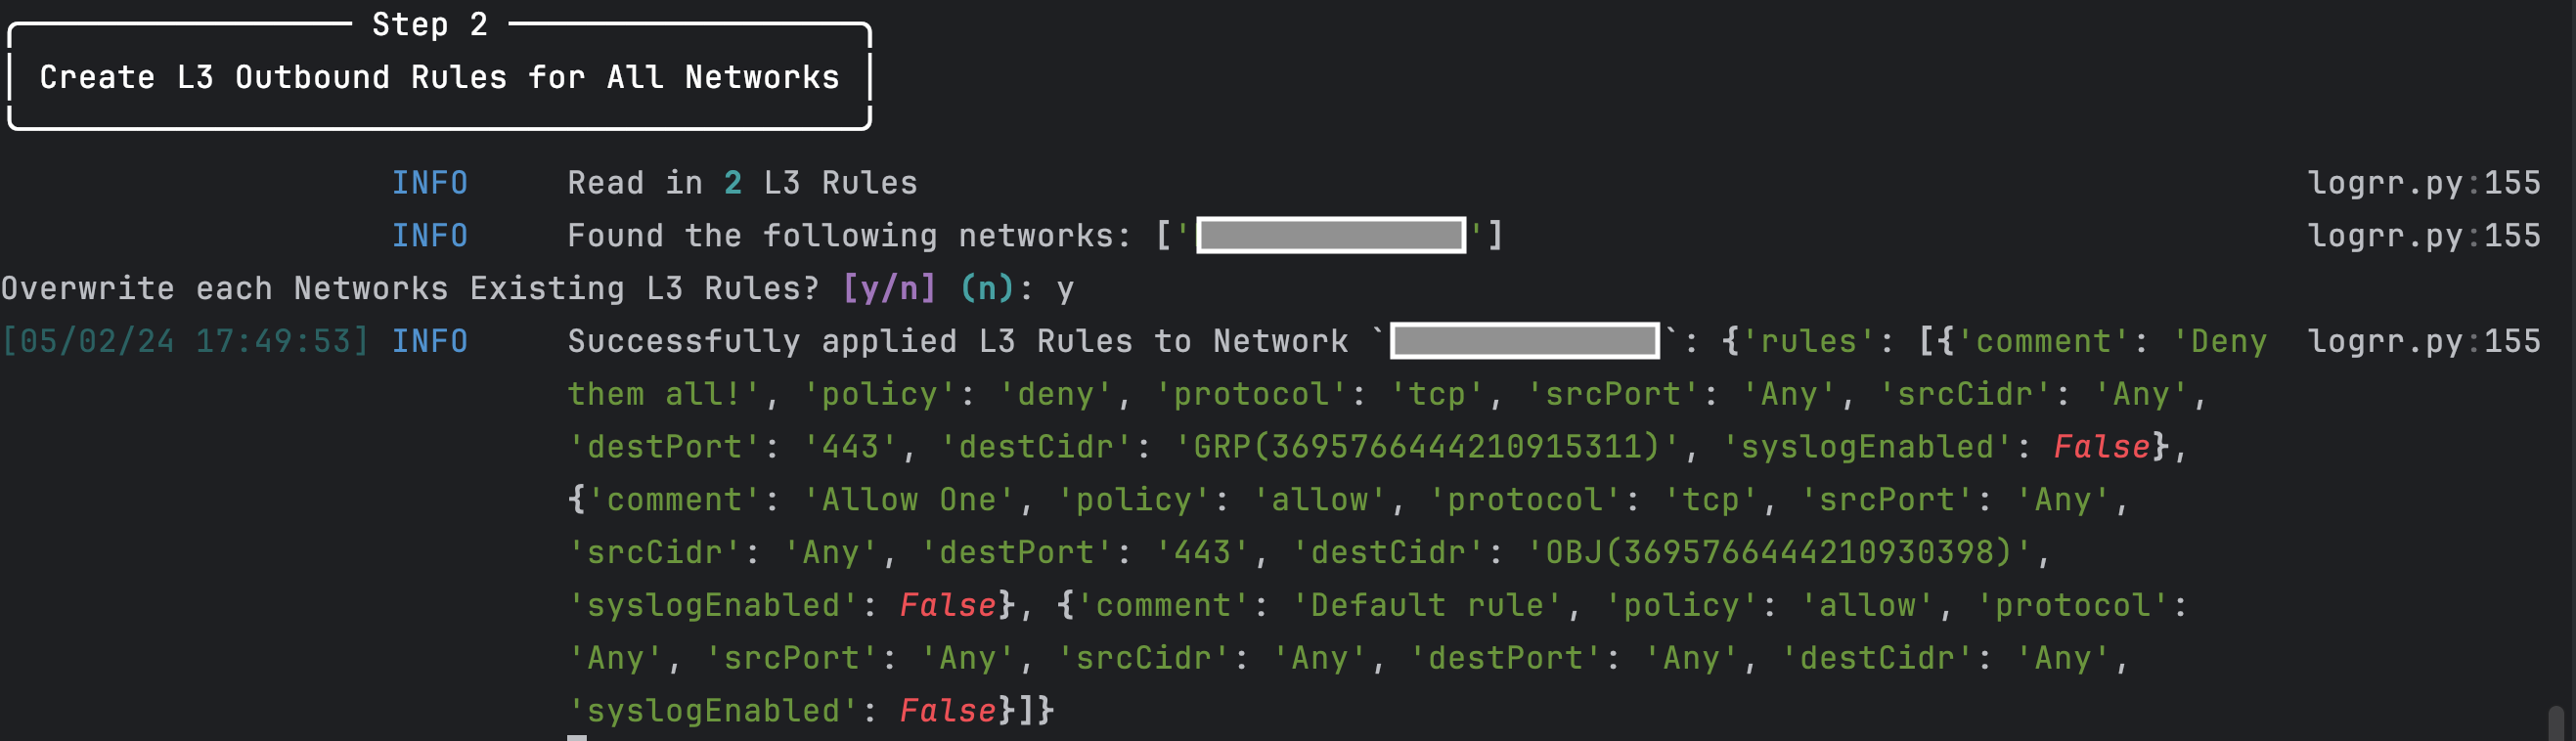 Step 2
Create L3 Outbound Rules for All Networks
INFO Read in 2 L3 Rules logrr.py:155
INFO Found the following networks: [' '] logrr.py:155
Overwrite each Networks Existing L3 Rules? [y/n] (n): y
[05/02/24 17:49:53] INFO Successfully applied L3 Rules to Network ` `: {'rules': [{'comment': 'Deny logrr.py:155
them all!', 'policy': 'deny', 'protocol': 'tcp', 'srcPort': 'Any', 'srcCidr': 'Any',
'destPort': '443', 'destCidr': 'GRP(3695766444210915311)', 'syslogEnabled': False},
{'comment': 'Allow One', 'policy': 'allow', 'protocol': 'tcp', 'srcPort': 'Any',
'srcCidr': 'Any', 'destPort': '443', 'destCidr': 'OBJ(3695766444210930398)',
'syslogEnabled': False}, {'comment': 'Default rule', 'policy': 'allow', 'protocol':
'Any', 'srcPort': 'Any', 'srcCidr': 'Any', 'destPort': 'Any', 'destCidr': 'Any',
'syslogEnabled': False}]}